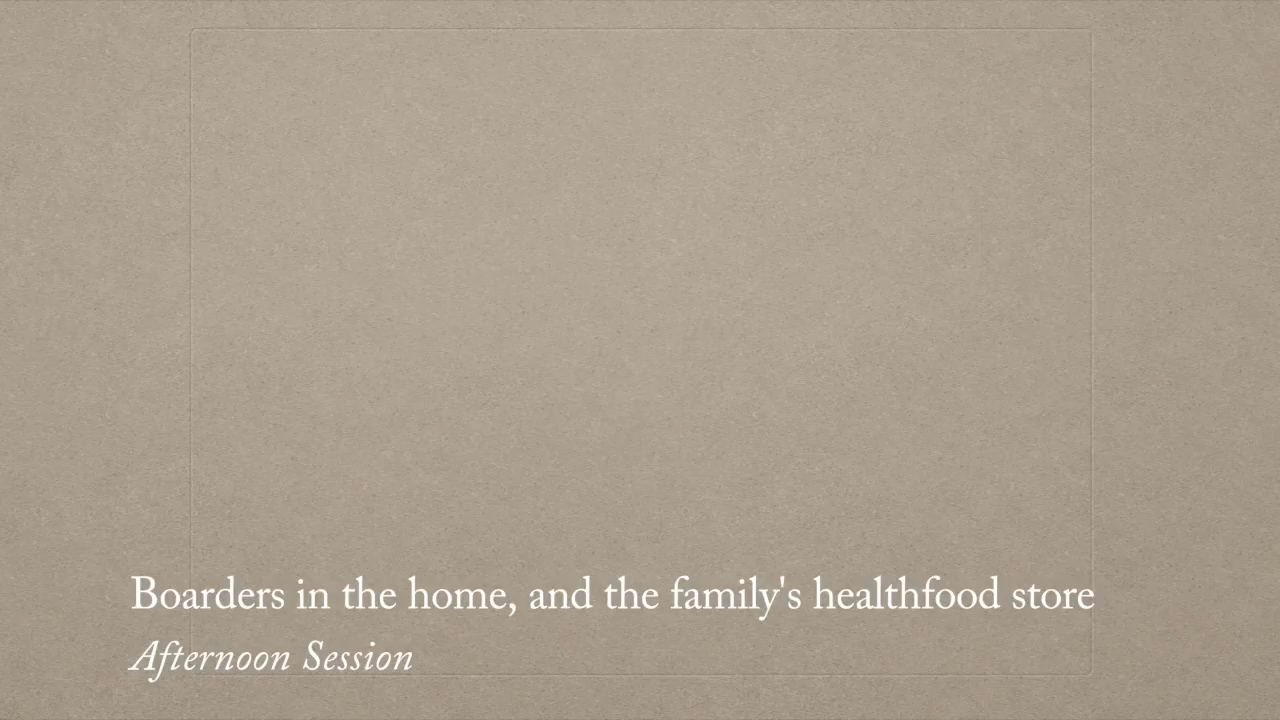 Boarders in the home, and the family's healthfood store
Afternoon Session